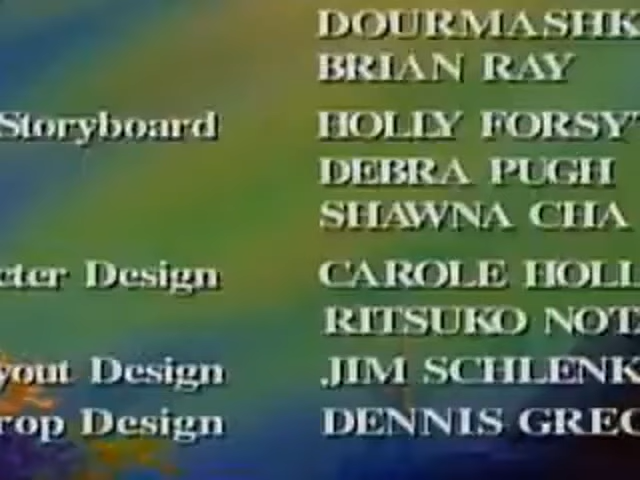 DOURMASHK
BRIAN RAY
Storyboard HOLLY FORSY
DEBRA PUGH
SHAWNA CHA
cter Design CAROLE HOLL
RITSUKO NOT
yout Design JIM SCHLENK
rop Design DENNIS GREC